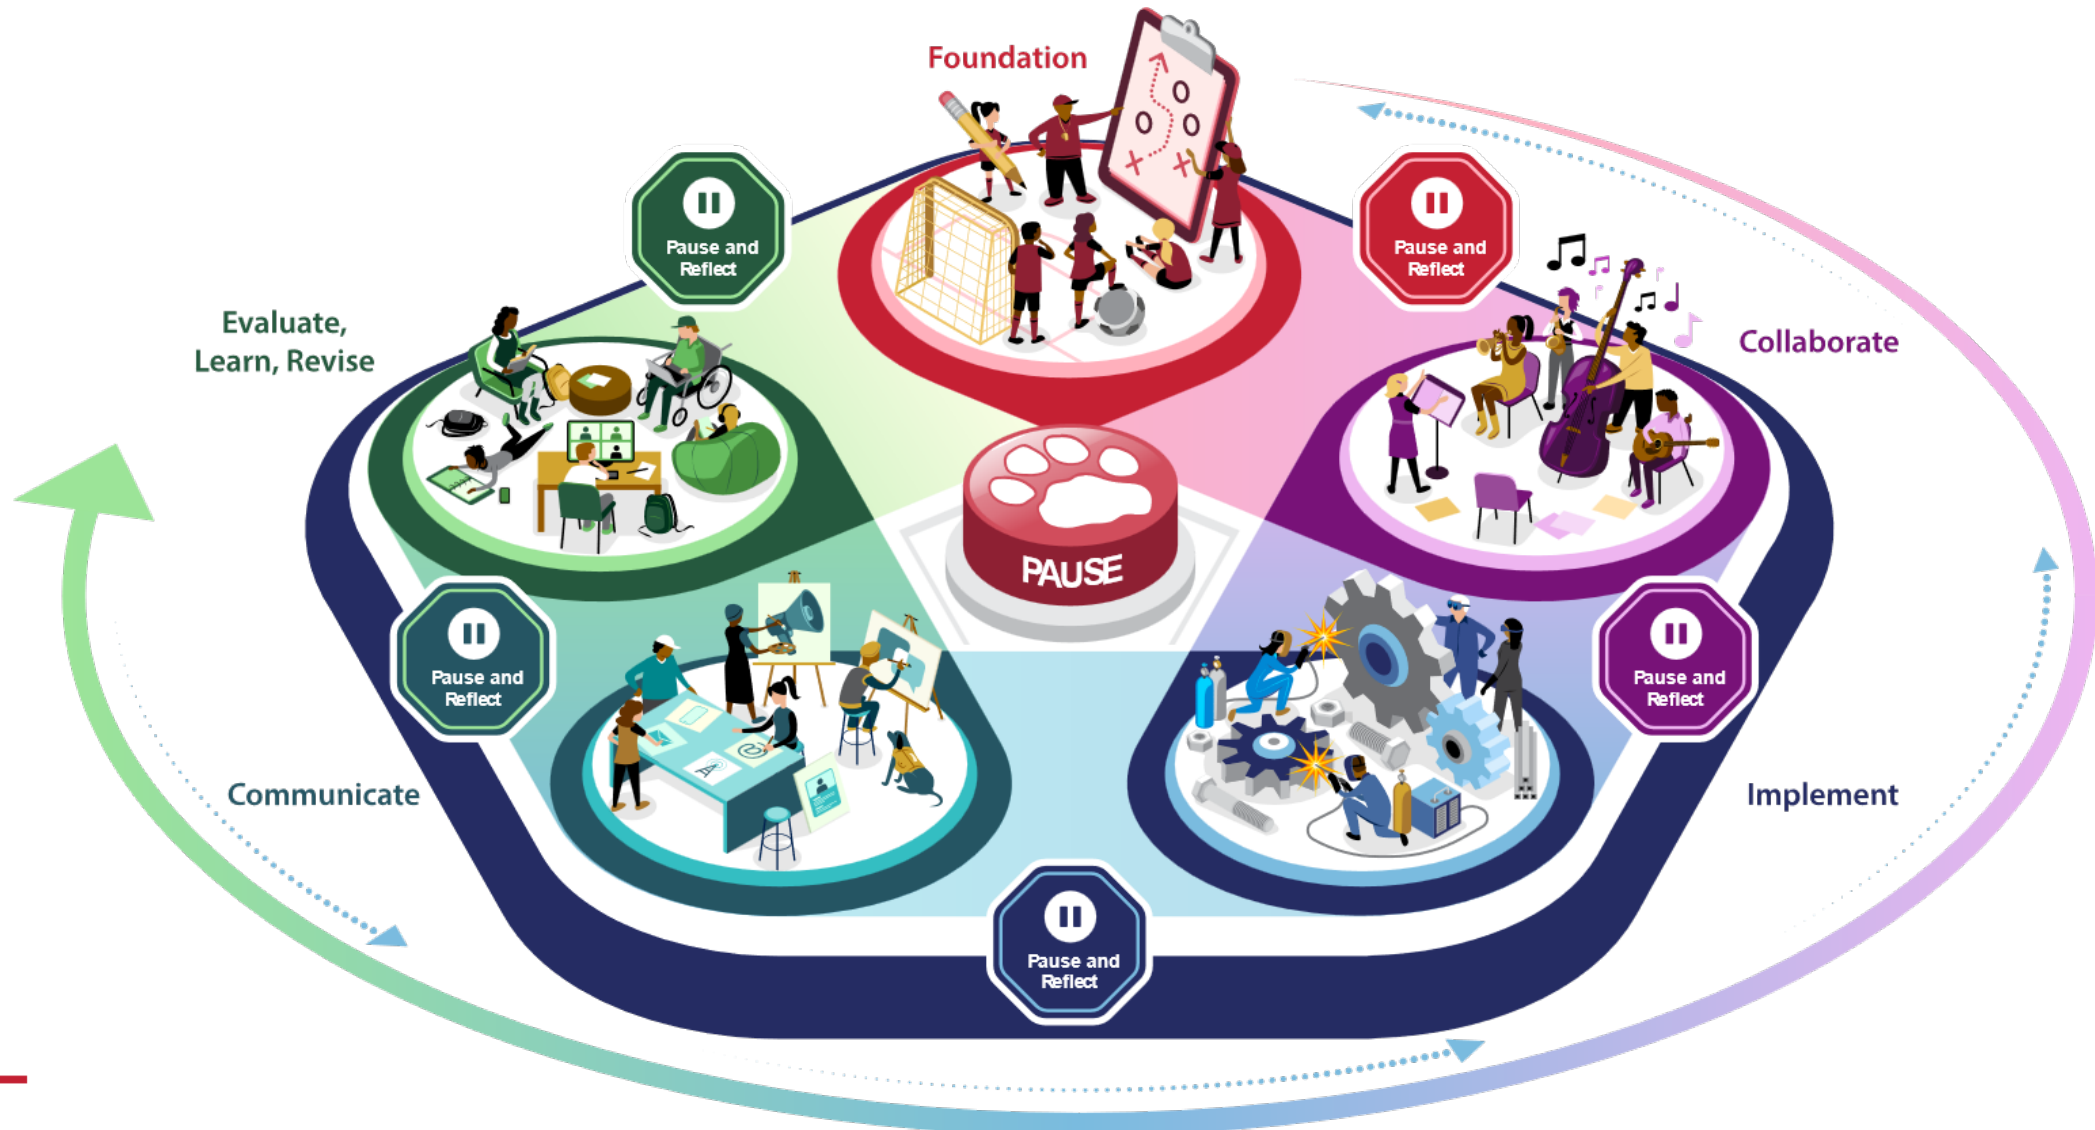 Foundation
Pause and
Reflect
Pause and
Reflect
Evaluate,
Learn, Revise
Collaborate
PAUSE
Pause and
Reflect
Pause and
Reflect
Communicate
Implement
Pause and
Reflect